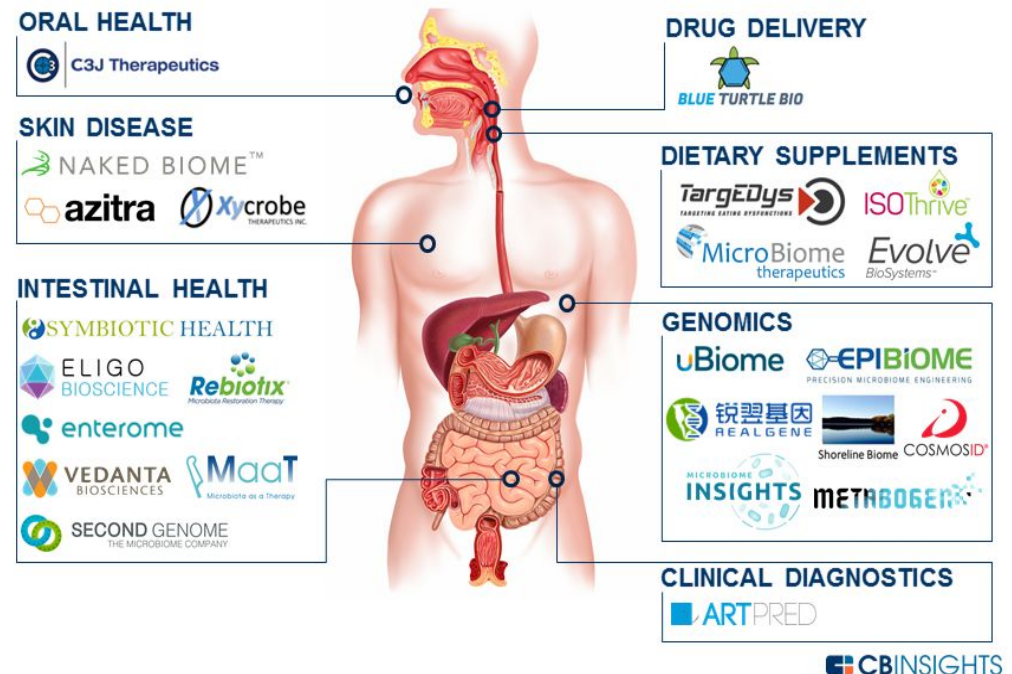 ORAL HEALTH
C3
C3J Therapeutics
SKIN DISEASE
NAKED BIOME™
azitra
Xycrobe
THERAPEUTICS INC.
INTESTINAL HEALTH
SYMBIOTIC HEALTH
ELIGO
BIOSCIENCE
Rebiotix
Microbiota Restoration Therapy
enterome
VEDANTA
BIOSCIENCES
MaaT
Microbiota as a Therapy
SECOND GENOME
THE MICROBIOME COMPANY
DRUG DELIVERY
BLUE TURTLE BIO
DIETARY SUPPLEMENTS
TargEDys
TARGETING EATING DYSFUNCTIONS
ISOThrive™
MicroBiome
therapeutics
Evolve
BioSystems™
GENOMICS
uBiome
EPIBIOME
PRECISION MICROBIOME ENGINEERING
锐翌基因
REALGENE
Shoreline Biome
COSMOSID®
MICROBIOME
INSIGHTS
METABOGEN
CLINICAL DIAGNOSTICS
ARTPRED
CBINSIGHTS